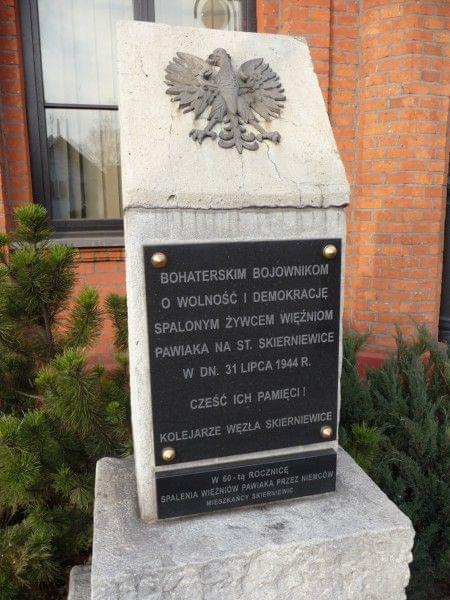 BOHATERSKIM BOJOWNIKOM
O WOLNOŚĆ I DEMOKRACJĘ
SPALONYM ŻYWCEM WIĘŹNIOM
PAWIAKA NA ST. SKIERNIEWICE
W DN. 31 LIPCA 1944 R.
CZEŚĆ ICH PAMIĘCI !
KOLEJARZE WĘZŁA SKIERNIEWICE
W 60-tą ROCZNICĘ
SPALENIA WIĘŹNIÓW PAWIAKA PRZEZ NIEMCÓW
MIESZKAŃCY SKIERNIEWIC